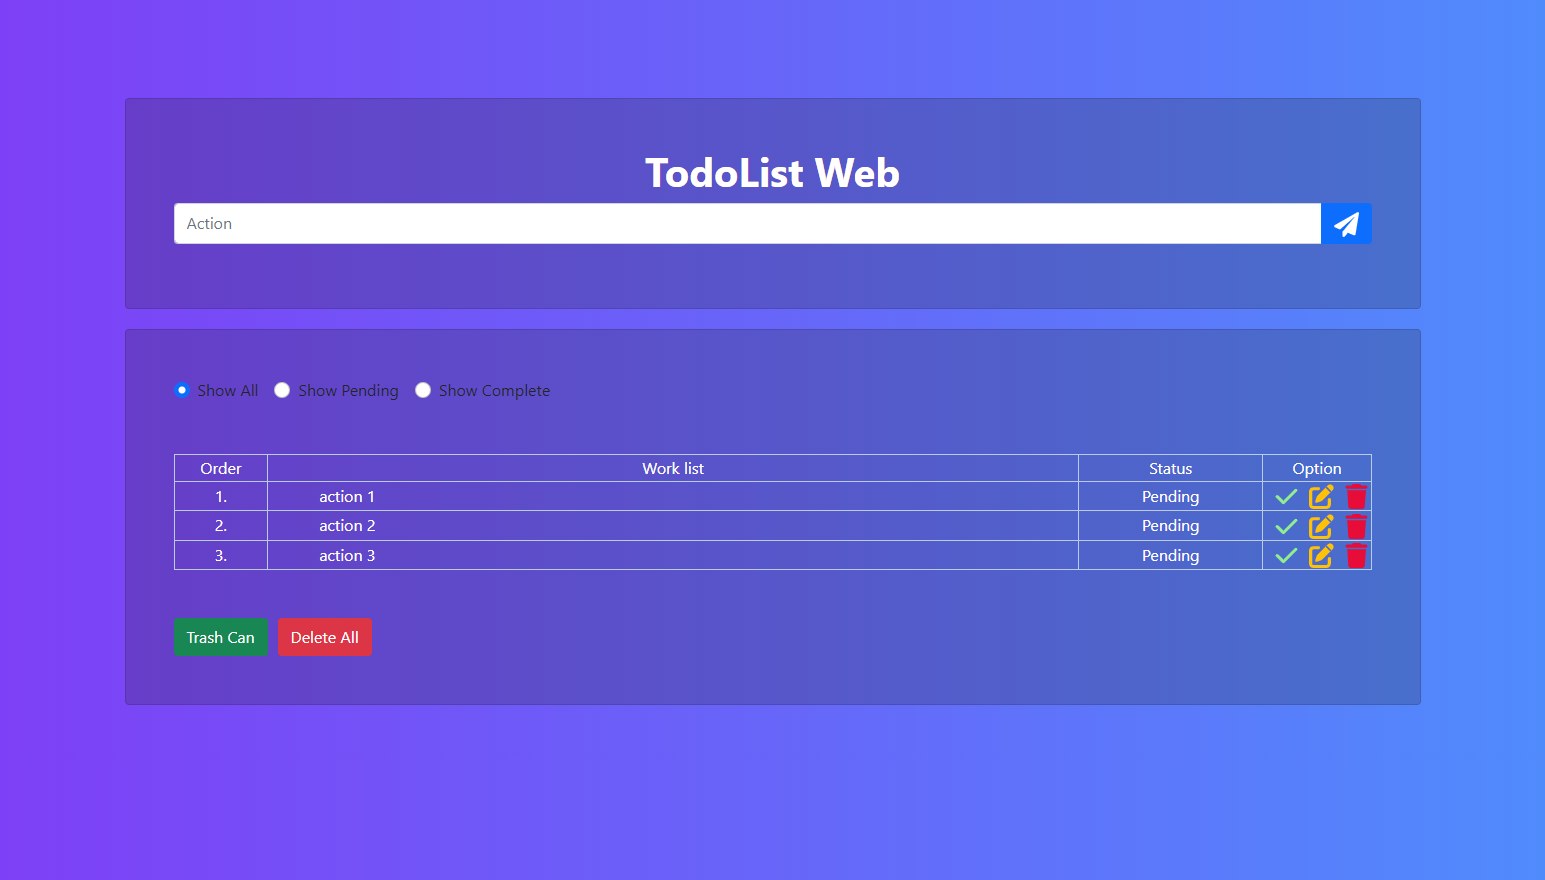 TodoList Web
Action
Show All Show Pending Show Complete
Order Work list Status Option
1. action 1 Pending
2. action 2 Pending
3. action 3 Pending
Trash Can Delete All